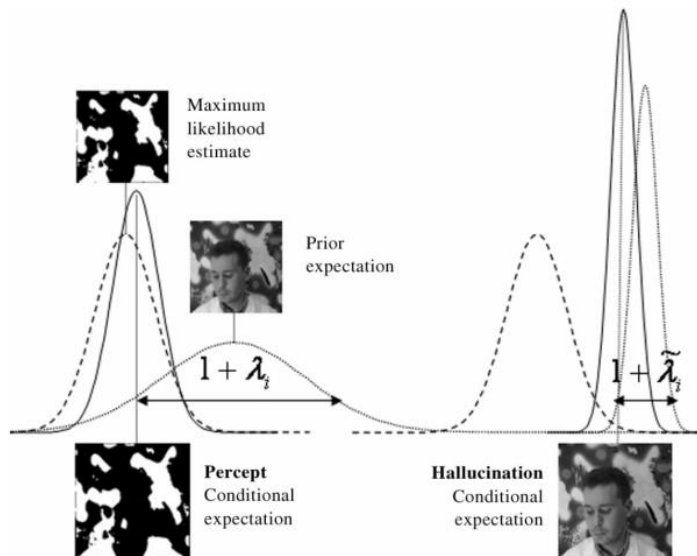 Maximum
likelihood
estimate
Prior
expectation
1 + λᵢ
1 + λ̃ᵢ
Percept
Conditional
expectation
Hallucination
Conditional
expectation